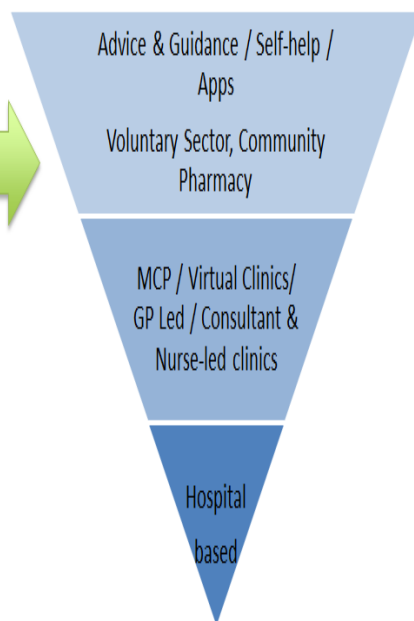 Advice & Guidance / Self-help /
Apps
Voluntary Sector, Community
Pharmacy
MCP / Virtual Clinics/
GP Led / Consultant &
Nurse-led clinics
Hospital
based